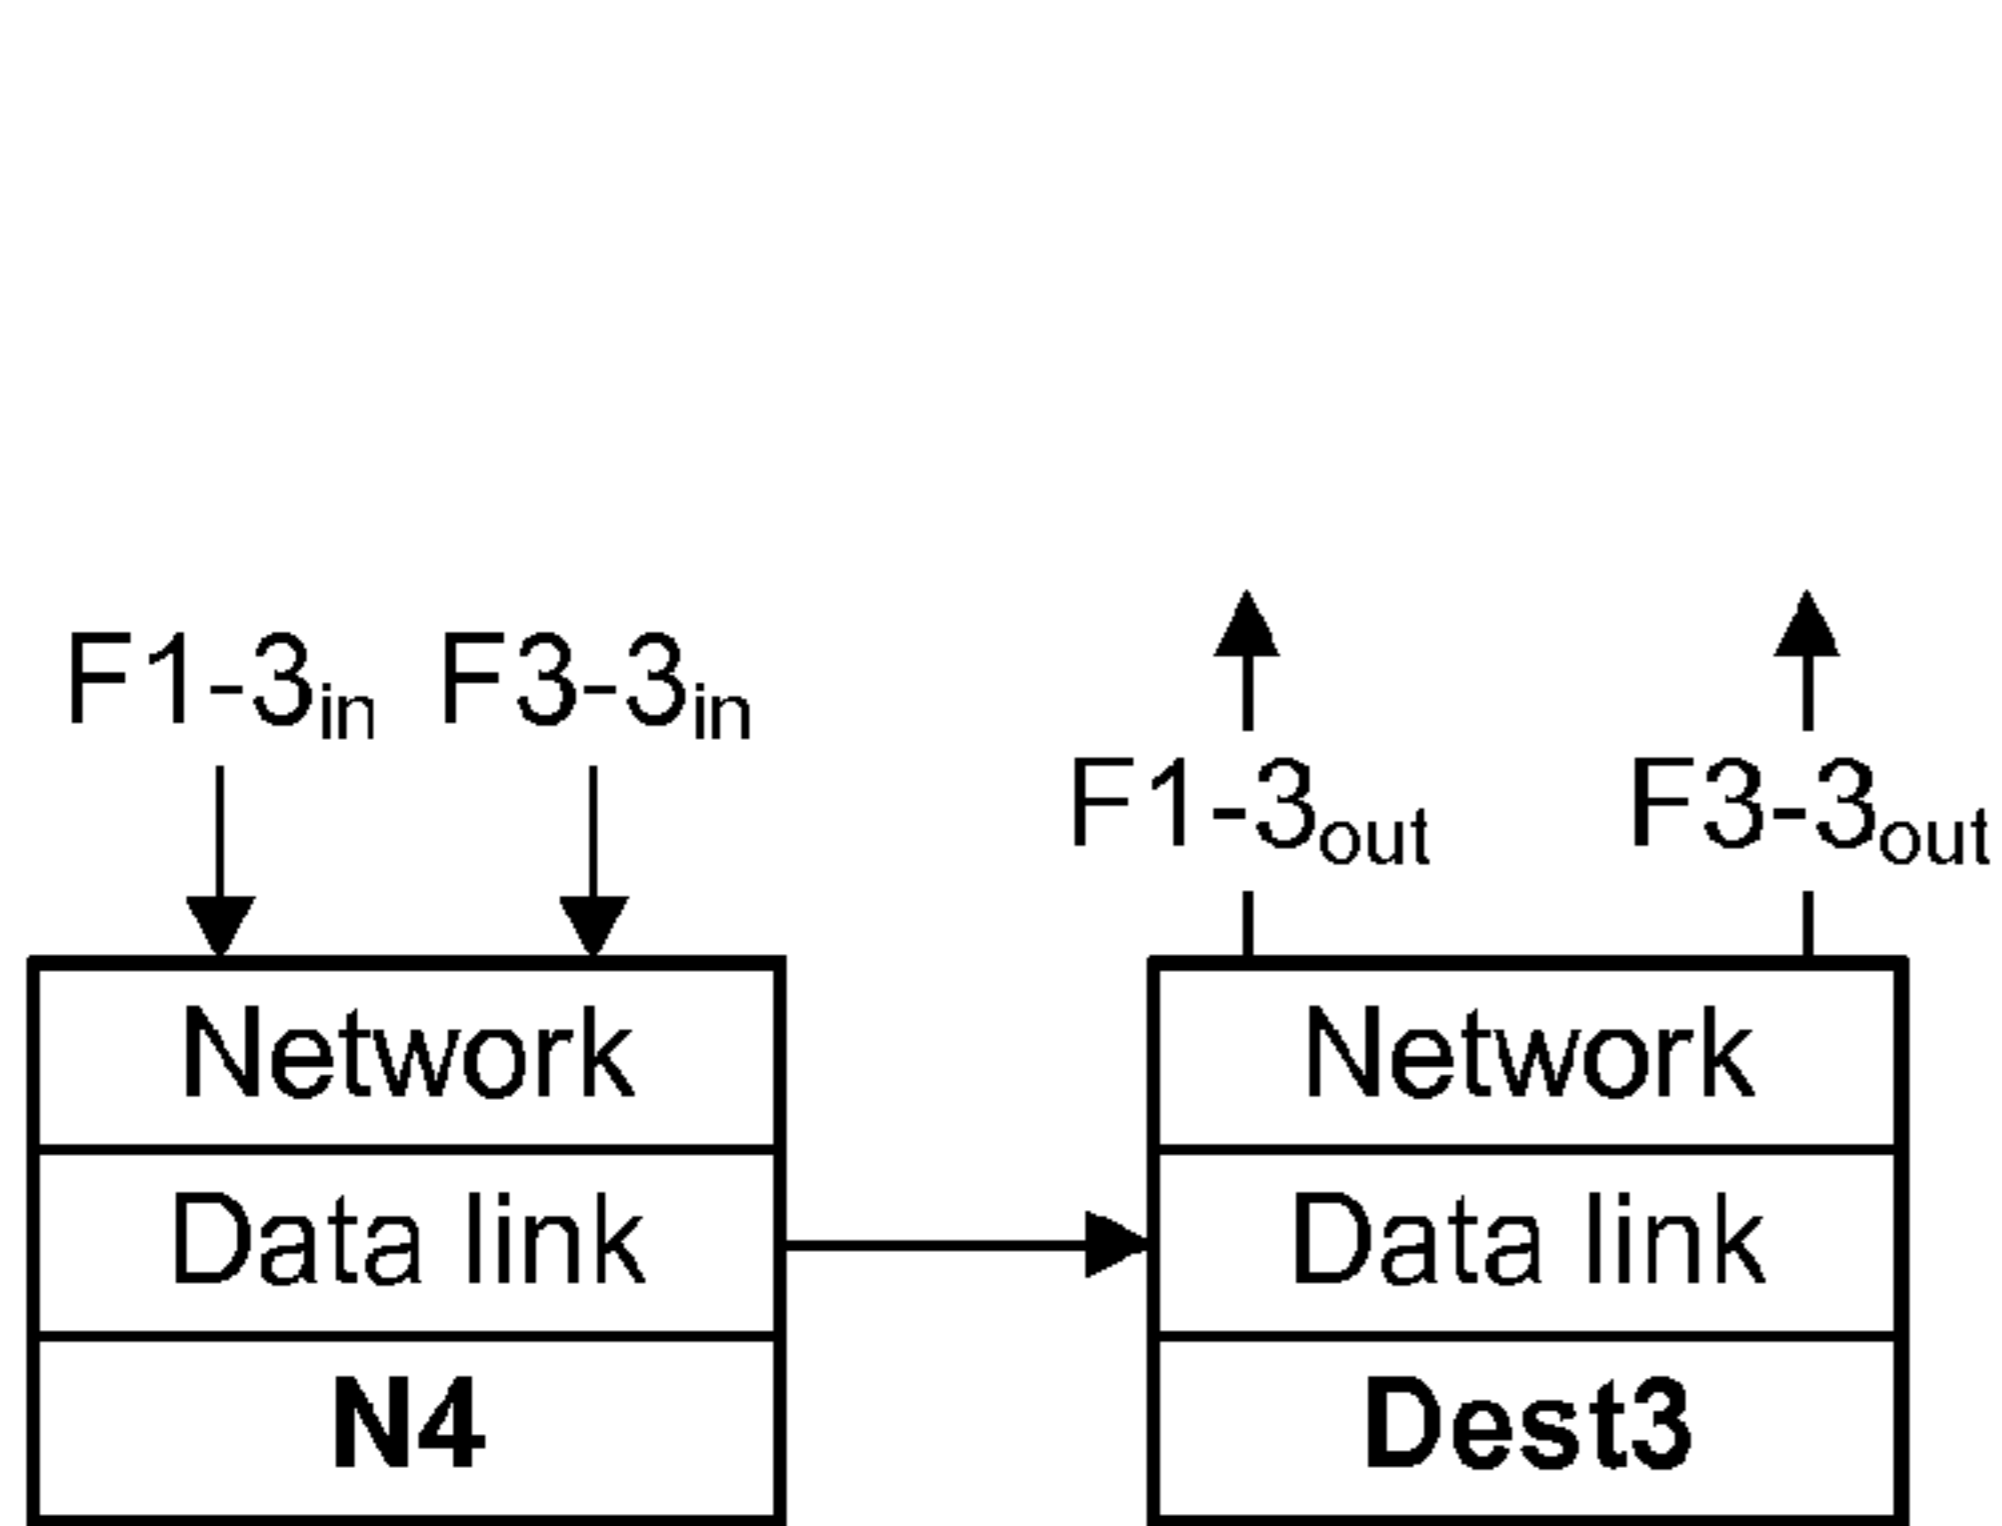 F1-3in F3-3in
F1-3out F3-3out
Network Network
Data link Data link
N4 Dest3